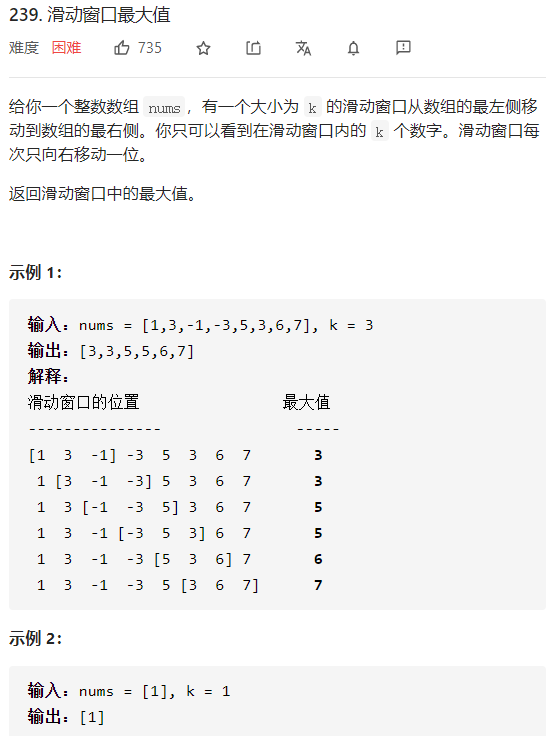 239. 滑动窗口最大值
难度 困难 735
给你一个整数数组 nums，有一个大小为 k 的滑动窗口从数组的最左侧移
动到数组的最右侧。你只可以看到在滑动窗口内的 k 个数字。滑动窗口每
次只向右移动一位。
返回滑动窗口中的最大值。
示例 1：
输入：nums = [1,3,-1,-3,5,3,6,7], k = 3
输出：[3,3,5,5,6,7]
解释：
滑动窗口的位置 最大值
--------------- -----
[1 3 -1] -3 5 3 6 7 3
1 [3 -1 -3] 5 3 6 7 3
1 3 [-1 -3 5] 3 6 7 5
1 3 -1 [-3 5 3] 6 7 5
1 3 -1 -3 [5 3 6] 7 6
1 3 -1 -3 5 [3 6 7] 7
示例 2：
输入：nums = [1], k = 1
输出：[1]